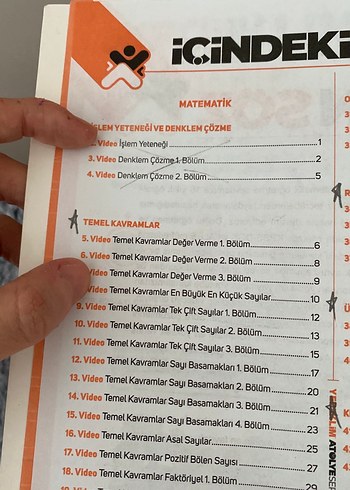 İÇİNDEKİ
MATEMATİK
İŞLEM YETENEĞİ VE DENKLEM ÇÖZME
2. Video İşlem Yeteneği 1
3. Video Denklem Çözme 1. Bölüm 2
4. Video Denklem Çözme 2. Bölüm 5
TEMEL KAVRAMLAR
5. Video Temel Kavramlar Değer Verme 1. Bölüm 6
6. Video Temel Kavramlar Değer Verme 2. Bölüm 8
Video Temel Kavramlar Değer Verme 3. Bölüm 9
Video Temel Kavramlar En Büyük En Küçük Sayılar 10
9. Video Temel Kavramlar Tek Çift Sayılar 1. Bölüm 12
10. Video Temel Kavramlar Tek Çift Sayılar 2. Bölüm 13
11. Video Temel Kavramlar Tek Çift Sayılar 3. Bölüm 15
12. Video Temel Kavramlar Sayı Basamakları 1. Bölüm 17
13. Video Temel Kavramlar Sayı Basamakları 2. Bölüm 20
14. Video Temel Kavramlar Sayı Basamakları 3. Bölüm 21
15. Video Temel Kavramlar Sayı Basamakları 4. Bölüm 23
16. Video Temel Kavramlar Asal Sayılar 25
17. Video Temel Kavramlar Pozitif Bölen Sayısı 27
18. Video Temel Kavramlar Faktöriyel 1. Bölüm 29